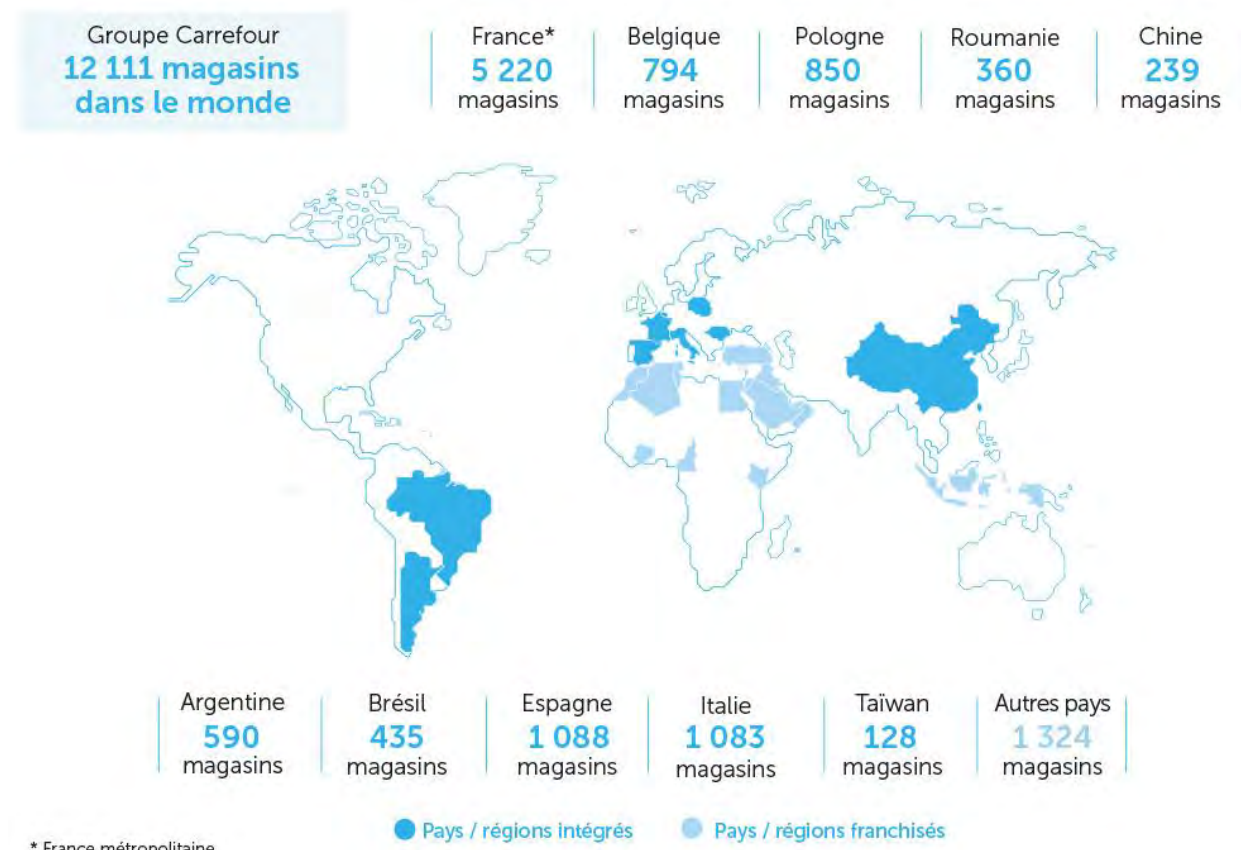 Groupe Carrefour
12 111 magasins
dans le monde
France*
5 220
magasins
Belgique
794
magasins
Pologne
850
magasins
Roumanie
360
magasins
Chine
239
magasins
Argentine
590
magasins
Brésil
435
magasins
Espagne
1 088
magasins
Italie
1 083
magasins
Taïwan
128
magasins
Autres pays
1 324
magasins
Pays / régions intégrés
Pays / régions franchisés
* France métropolitaine